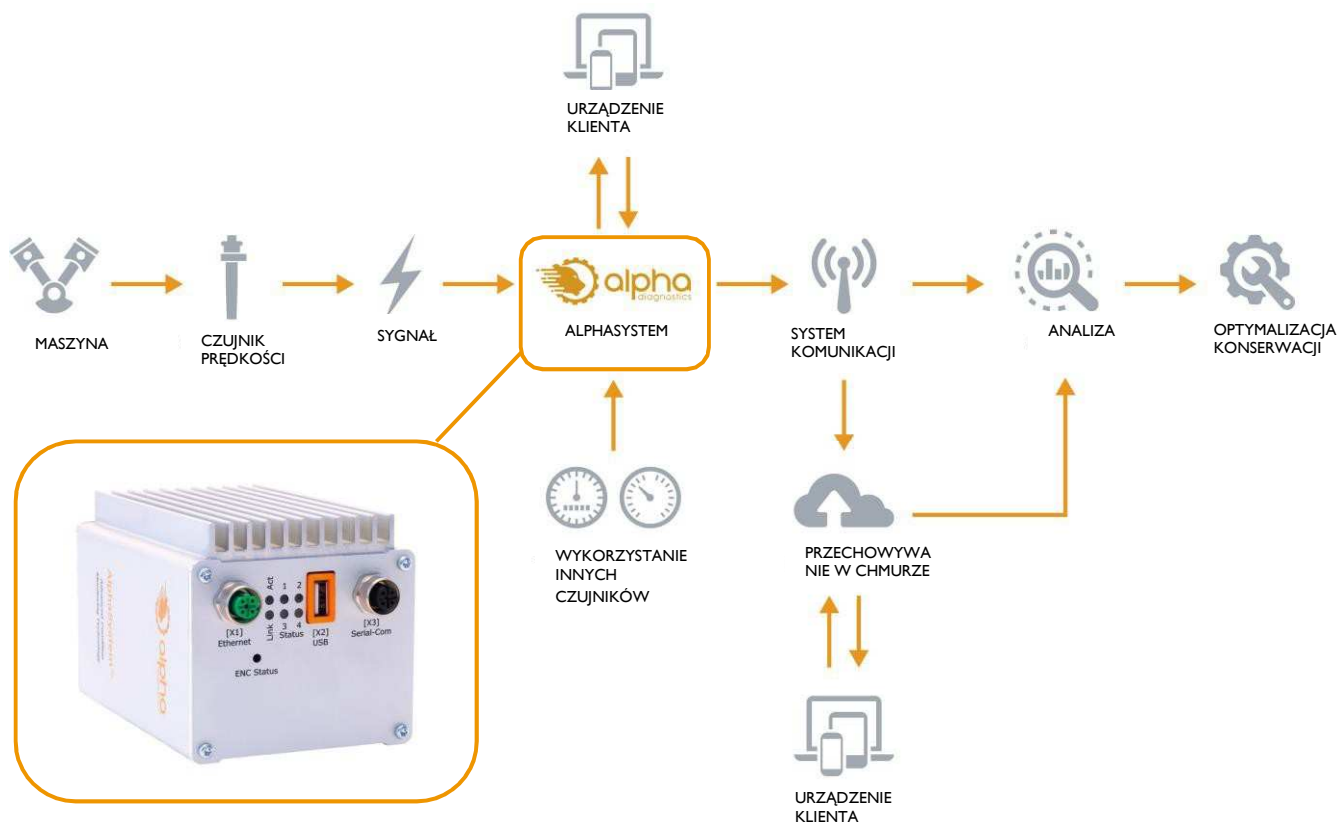 URZĄDZENIE
KLIENTA
alpha
diagnostics
MASZYNA
CZUJNIK
PRĘDKOŚCI
SYGNAŁ
ALPHASYSTEM
SYSTEM
KOMUNIKACJI
ANALIZA
OPTYMALIZACJA
KONSERWACJI
WYKORZYSTANIE
INNYCH
CZUJNIKÓW
PRZECHOWYWA
NIE W CHMURZE
URZĄDZENIE
KLIENTA
alpha
AlphaSystem
Act
1 2
Link
3 4
Status
[X1]
Ethernet
[X2]
USB
[X3]
Serial-Com
ENC Status